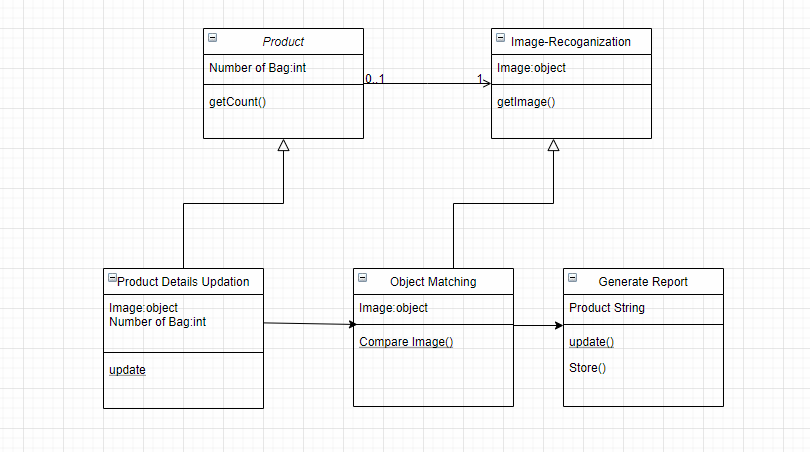 Product
Number of Bag:int
getCount()
0..1
1
Image-Recoganization
Image:object
getImage()
Product Details Updation
Image:object
Number of Bag:int
update
Object Matching
Image:object
Compare Image()
Generate Report
Product String
update()
Store()